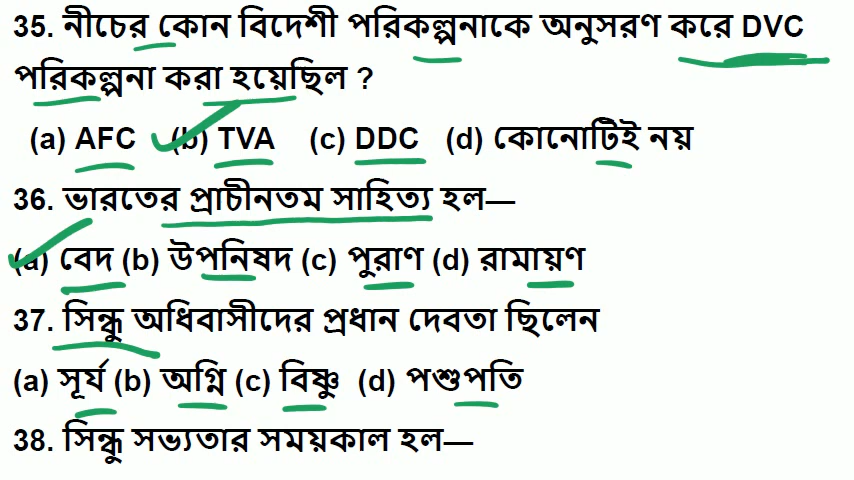 35. নীচের কোন বিদেশী পরিকল্পনাকে অনুসরণ করে DVC
পরিকল্পনা করা হয়েছিল ?
(a) AFC (b) TVA (c) DDC (d) কোনোটিই নয়
36. ভারতের প্রাচীনতম সাহিত্য হল—
(a) বেদ (b) উপনিষদ (c) পুরাণ (d) রামায়ণ
37. সিন্ধু অধিবাসীদের প্রধান দেবতা ছিলেন
(a) সূর্য (b) অগ্নি (c) বিষ্ণু (d) পশুপতি
38. সিন্ধু সভ্যতার সময়কাল হল—